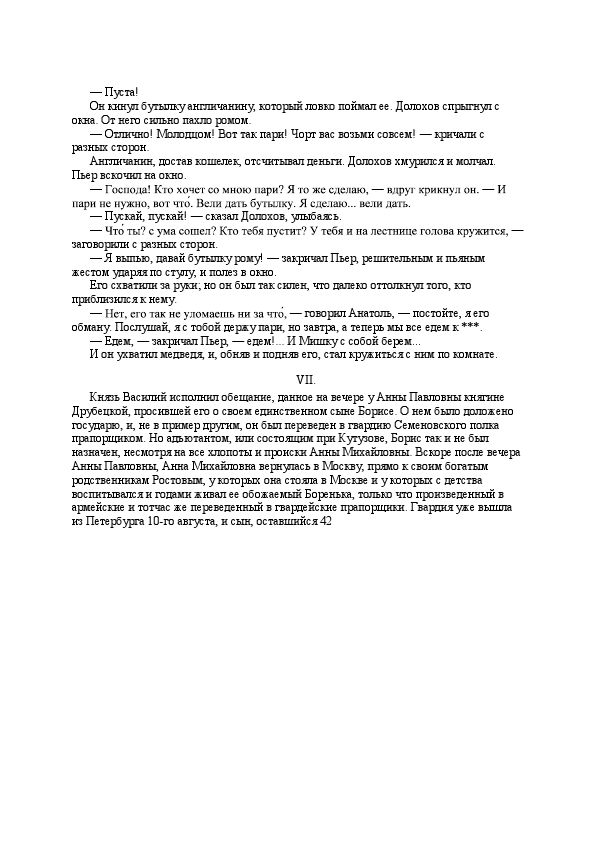 — Пуста!
Он кинул бутылку англичанину, который ловко поймал ее. Долохов спрыгнул с
окна. От него сильно пахло ромом.
— Отлично! Молодцом! Вот так пари! Чорт вас возьми совсем! — кричали с
разных сторон.
Англичанин, достав кошелек, отсчитывал деньги. Долохов хмурился и молчал.
Пьер вскочил на окно.
— Господа! Кто хочет со мною пари? Я то же сделаю, — вдруг крикнул он. — И
пари не нужно, вот что́. Вели дать бутылку. Я сделаю... вели дать.
— Пускай, пускай! — сказал Долохов, улыбаясь.
— Что́ ты? с ума сошел? Кто тебя пустит? У тебя и на лестнице голова кружится, —
заговорили с разных сторон.
— Я выпью, давай бутылку рому! — закричал Пьер, решительным и пьяным
жестом ударяя по стулу, и полез в окно.
Его схватили за руки; но он был так силен, что далеко оттолкнул того, кто
приблизился к нему.
— Нет, его так не уломаешь ни за что́, — говорил Анатоль, — постойте, я его
обману. Послушай, я с тобой держу пари, но завтра, а теперь мы все едем к ***.
— Едем, — закричал Пьер, — едем!... И Мишку с собой берем...
И он ухватил медведя, и, обняв и подняв его, стал кружиться с ним по комнате.
VII.
Князь Василий исполнил обещание, данное на вечере у Анны Павловны княгине
Друбецкой, просившей его о своем единственном сыне Борисе. О нем было доложено
государю, и, не в пример другим, он был переведен в гвардию Семеновского полка
прапорщиком. Но адъютантом, или состоящим при Кутузове, Борис так и не был
назначен, несмотря на все хлопоты и происки Анны Михайловны. Вскоре после вечера
Анны Павловны, Анна Михайловна вернулась в Москву, прямо к своим богатым
родственникам Ростовым, у которых она стояла в Москве и у которых с детства
воспитывался и годами живал ее обожаемый Боренька, только что произведенный в
армейские и тотчас же переведенный в гвардейские прапорщики. Гвардия уже вышла
из Петербурга 10-го августа, и сын, оставшийся 42